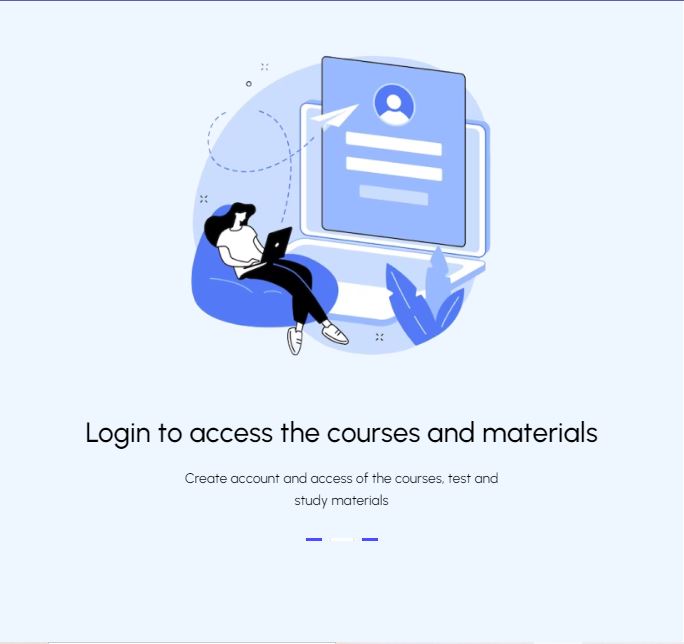 Login to access the courses and materials
Create account and access of the courses, test and
study materials